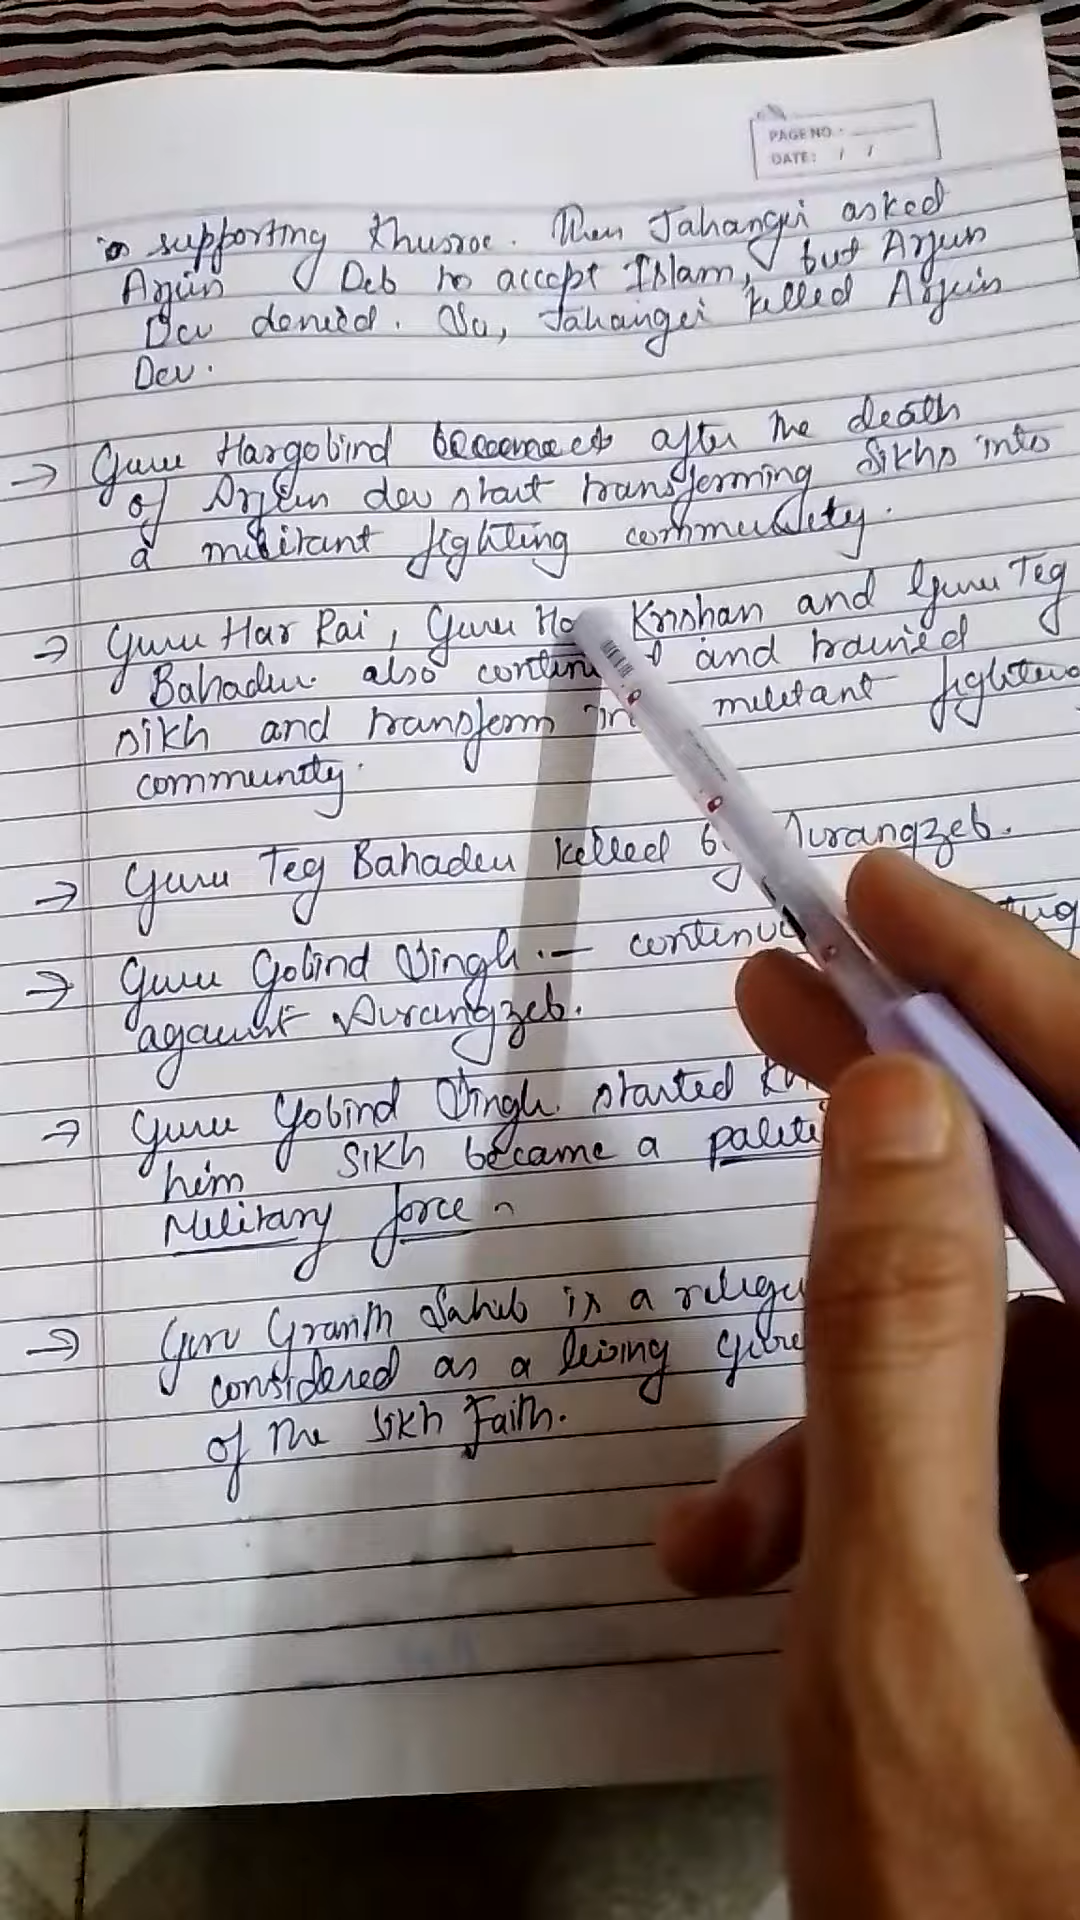 PAGE NO.:
DATE: / /
supporting Khusroe. Then Jahangir asked
Arjun Deb to accept Islam, but Arjun
Dev denied. So, Jahangir killed Arjun
Dev.
→ Guru Hargobind after the death
of Arjun dev start transforming Sikhs into
a militant fighting community.
→ Guru Har Rai, Guru Krishan and Guru Teg
Bahadur also and trained
sikh and transform militant fighting
community.
→ Guru Teg Bahadur killed Aurangzeb.
→ Guru Gobind Singh :-
against Aurangzeb.
→ Guru Gobind Singh. started
him Sikh became a
Military force.
→ Guru Granth Sahib is a
considered as a living
of the Sikh Faith.